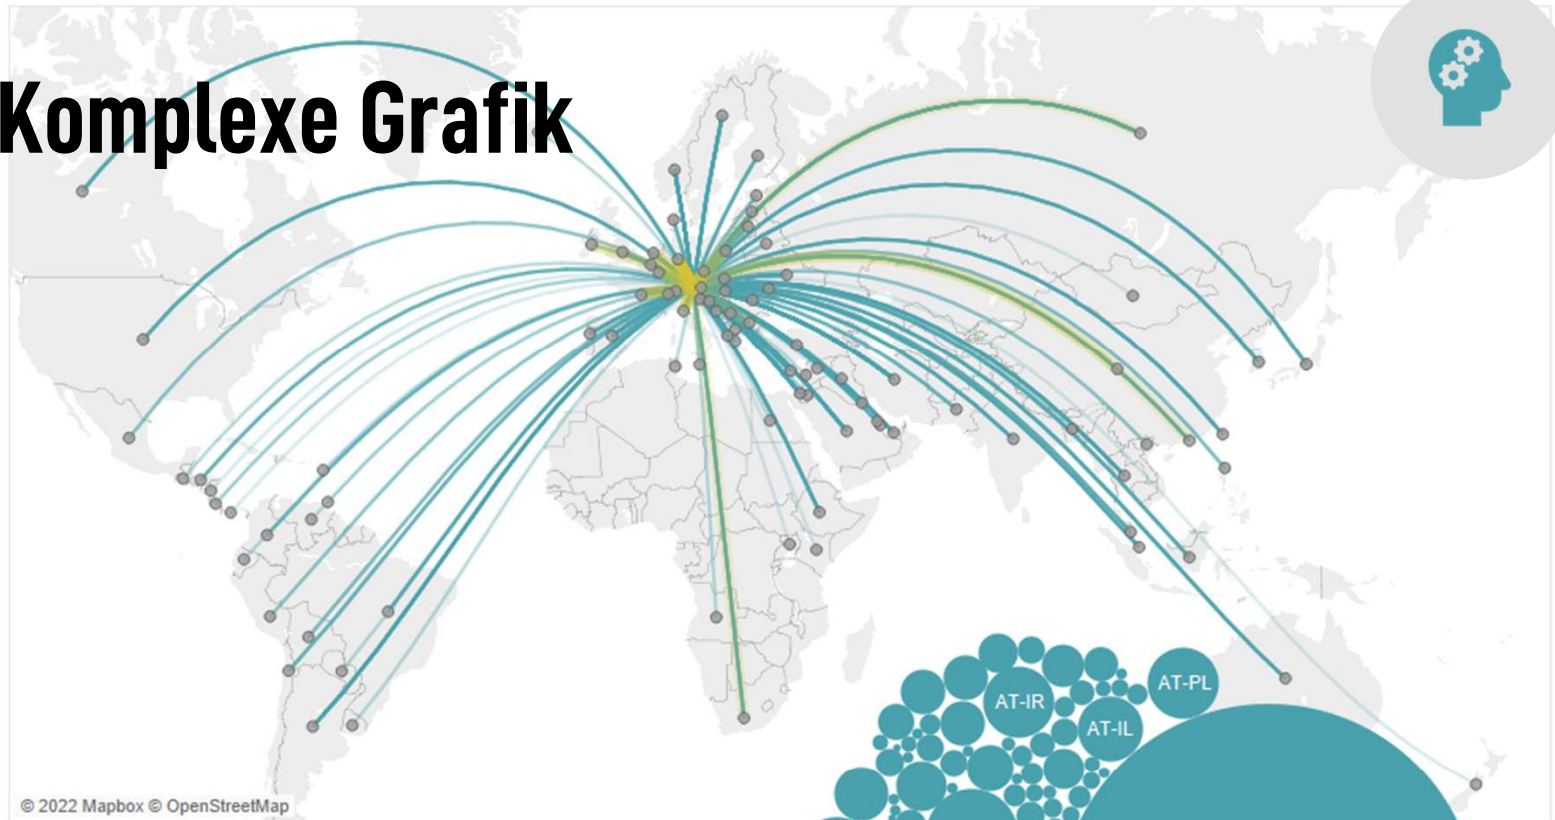 Komplexe Grafik
AT-PL
AT-IR
AT-IL
© 2022 Mapbox © OpenStreetMap